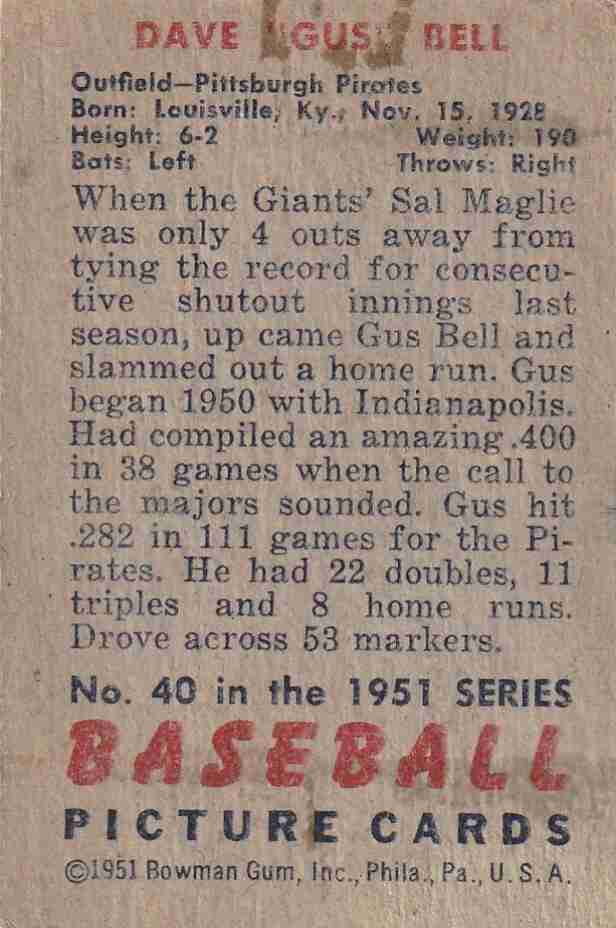 DAVE "GUS" BELL
Outfield—Pittsburgh Pirates
Born: Louisville, Ky., Nov. 15, 1928
Height: 6-2 Weight: 190
Bats: Left Throws: Right
When the Giants' Sal Maglie
was only 4 outs away from
tying the record for consecu-
tive shutout innings last
season, up came Gus Bell and
slammed out a home run. Gus
began 1950 with Indianapolis.
Had compiled an amazing .400
in 38 games when the call to
the majors sounded. Gus hit
.282 in 111 games for the Pi-
rates. He had 22 doubles, 11
triples and 8 home runs.
Drove across 53 markers.
No. 40 in the 1951 SERIES
BASEBALL
PICTURE CARDS
©1951 Bowman Gum, Inc., Phila., Pa., U.S.A.